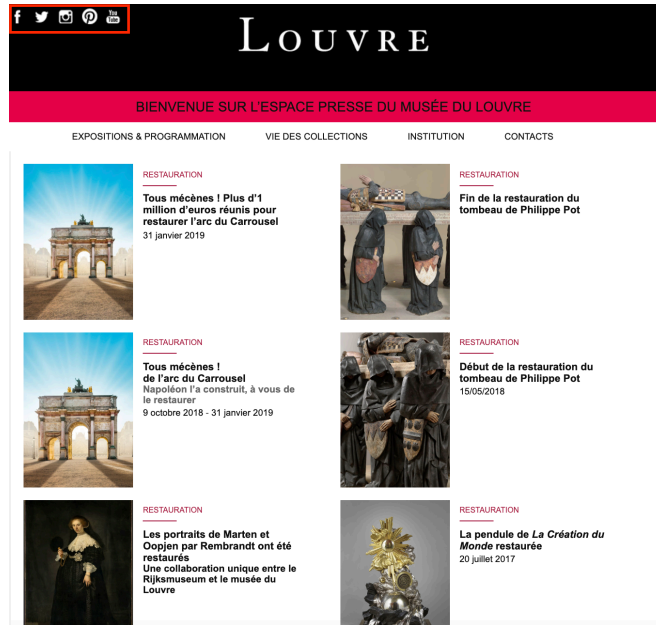 You Tube
LOUVRE
BIENVENUE SUR L'ESPACE PRESSE DU MUSÉE DU LOUVRE
EXPOSITIONS & PROGRAMMATION VIE DES COLLECTIONS INSTITUTION CONTACTS
RESTAURATION
Tous mécènes ! Plus d'1
million d'euros réunis pour
restaurer l'arc du Carrousel
31 janvier 2019
RESTAURATION
Fin de la restauration du
tombeau de Philippe Pot
RESTAURATION
Tous mécènes !
de l'arc du Carrousel
Napoléon l'a construit, à vous de
le restaurer
9 octobre 2018 - 31 janvier 2019
RESTAURATION
Début de la restauration du
tombeau de Philippe Pot
15/05/2018
RESTAURATION
Les portraits de Marten et
Oopjen par Rembrandt ont été
restaurés
Une collaboration unique entre le
Rijksmuseum et le musée du
Louvre
RESTAURATION
La pendule de La Création du
Monde restaurée
20 juillet 2017